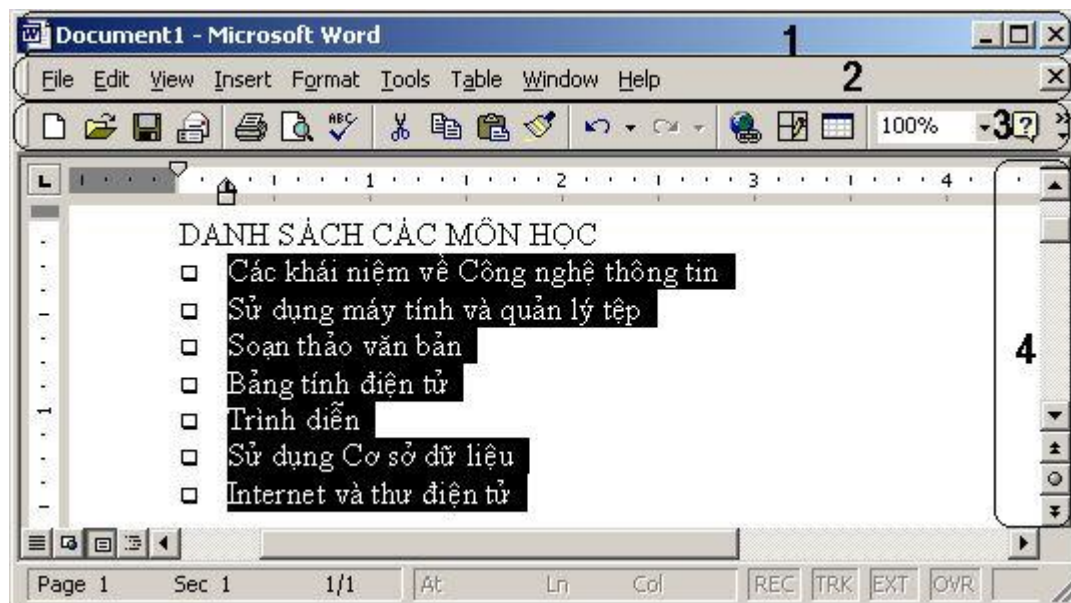 Document1 - Microsoft Word 1
File Edit View Insert Format Tools Table Window Help 2
ABC 100% 3
L 1 2 3 4
DANH SÁCH CÁC MÔN HỌC
Các khái niệm về Công nghệ thông tin
Sử dụng máy tính và quản lý tệp
Soạn thảo văn bản
4
Bảng tính điện tử
1
Trình diễn
Sử dụng Cơ sở dữ liệu
Internet và thư điện tử
Page 1 Sec 1 1/1 At Ln Col REC TRK EXT OVR